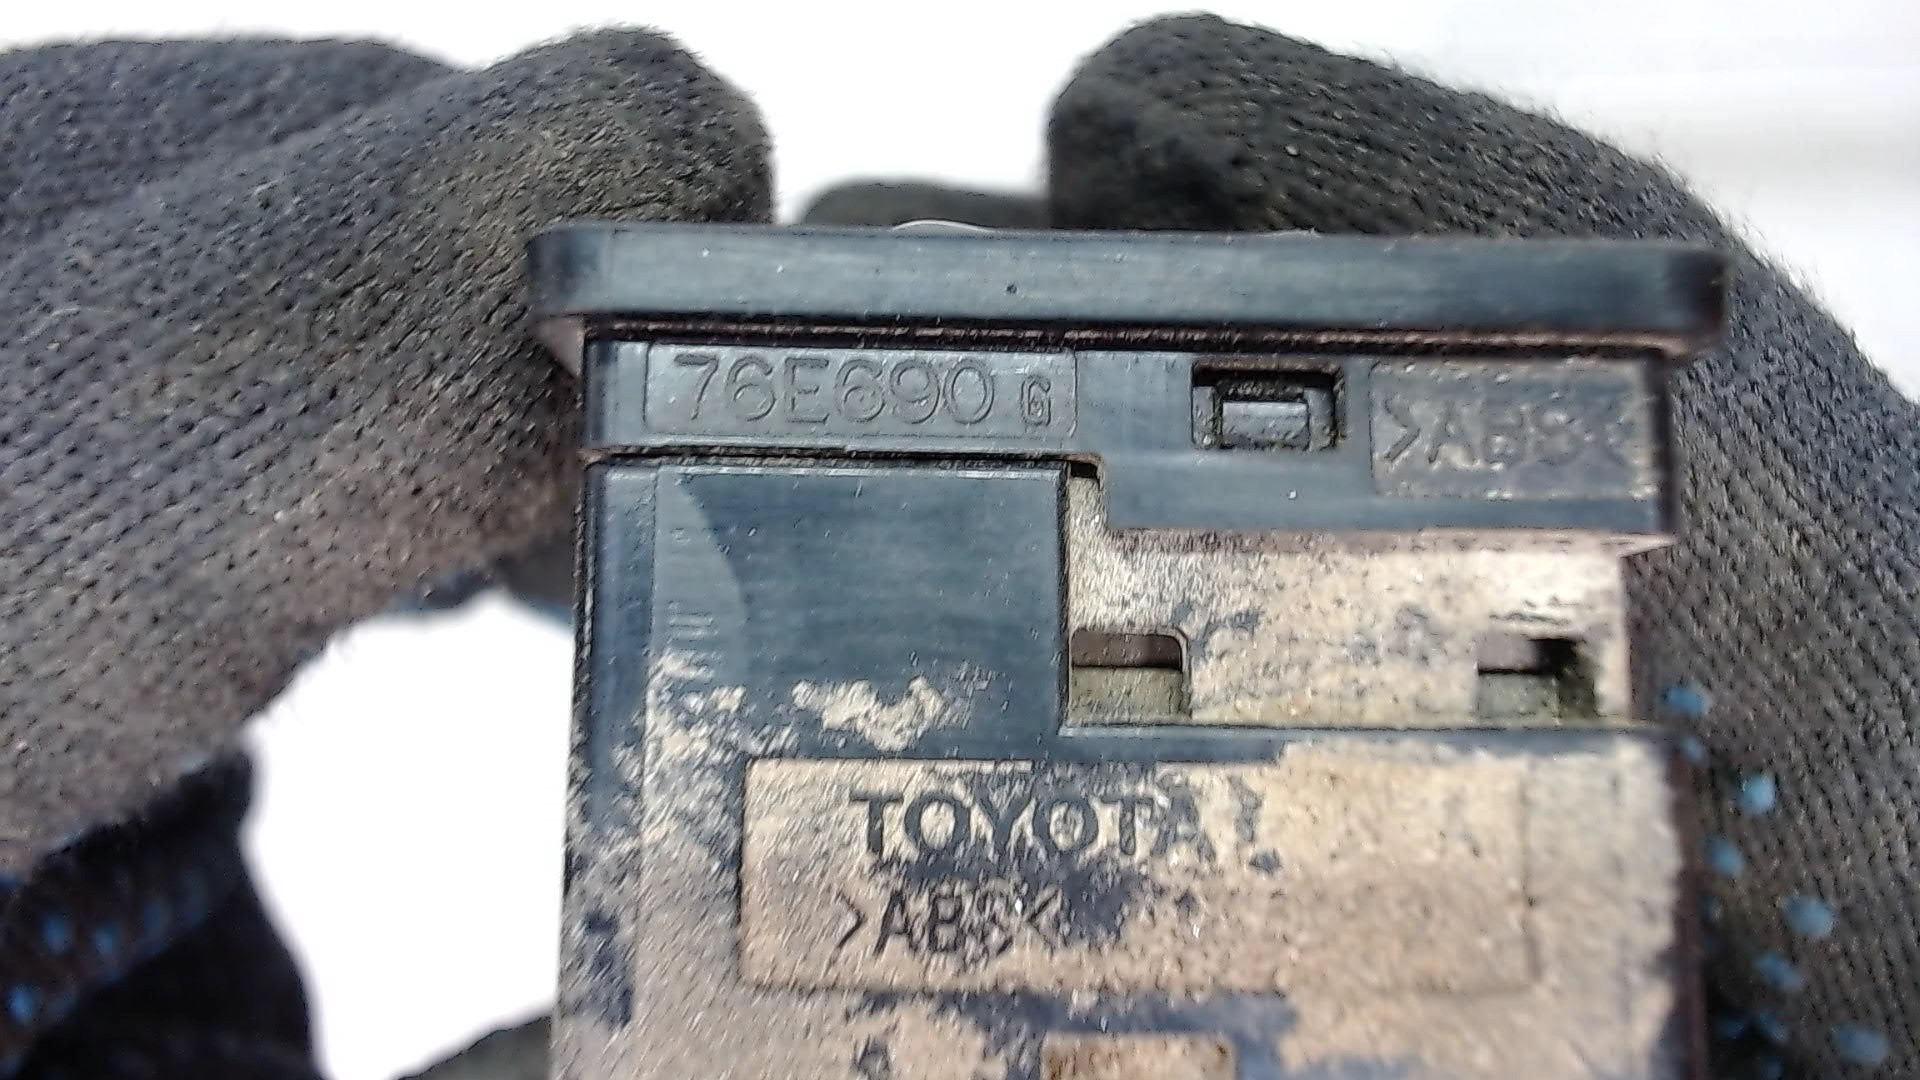 76E690 G
>ABS<
TOYOTA
>ABS<